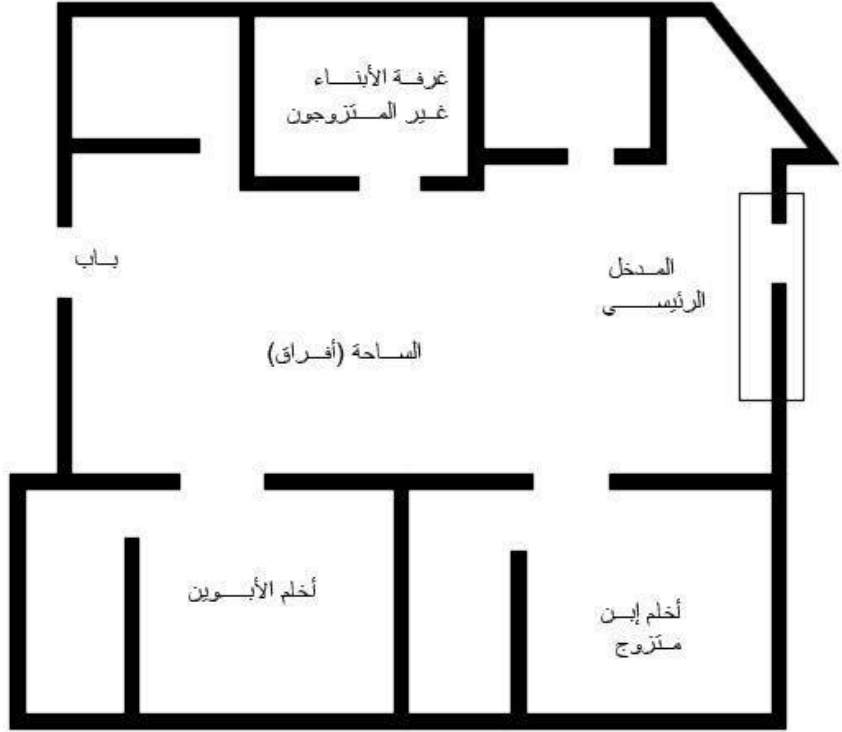 غرفة الأبناء
غير المتزوجون
المدخل
الرئيسي
باب
الساحة (أفراق)
أخلم إبن
متزوج
أخلم الأبوين